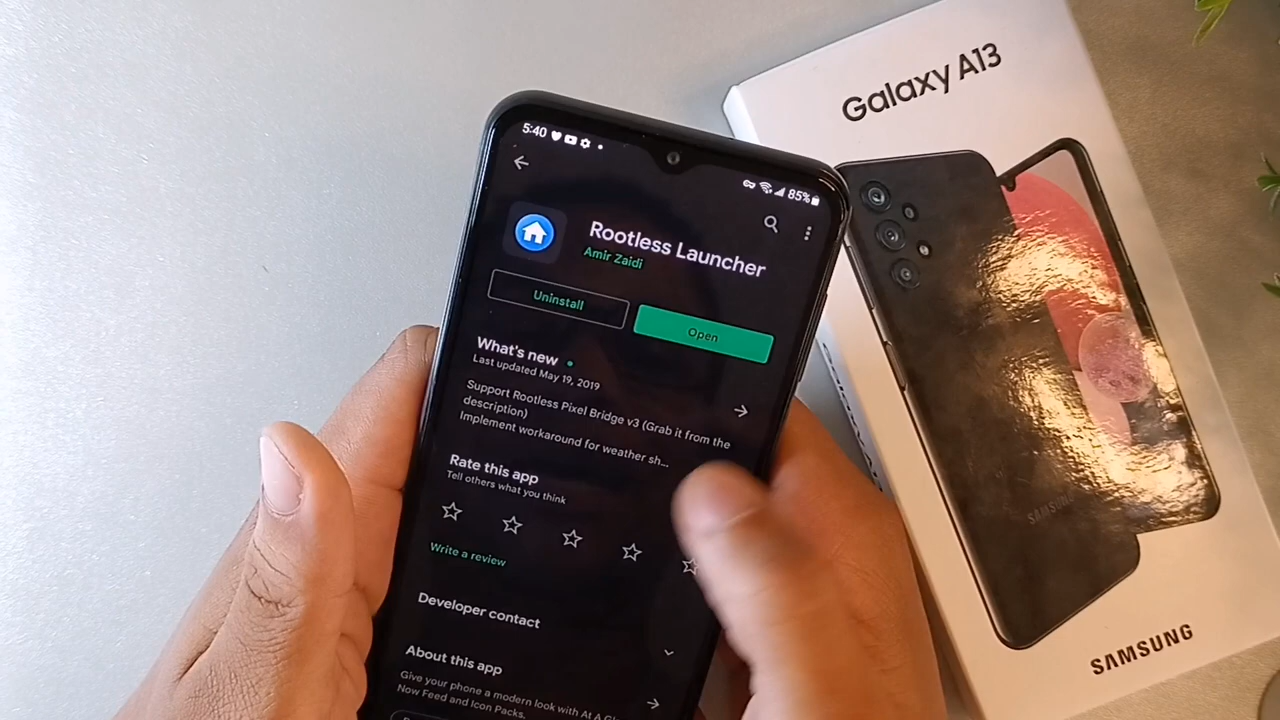 Galaxy A13
5:40
85%
Rootless Launcher
Amir Zaidi
Uninstall
Open
What's new
Last updated May 19, 2019
Support Rootless Pixel Bridge v3 (Grab it from the
description)
Implement workaround for weather sh...
Rate this app
Tell others what you think
Write a review
Developer contact
About this app
Give your phone a modern look with At A
Now Feed and Icon Packs.
SAMSUNG
SAMSUNG